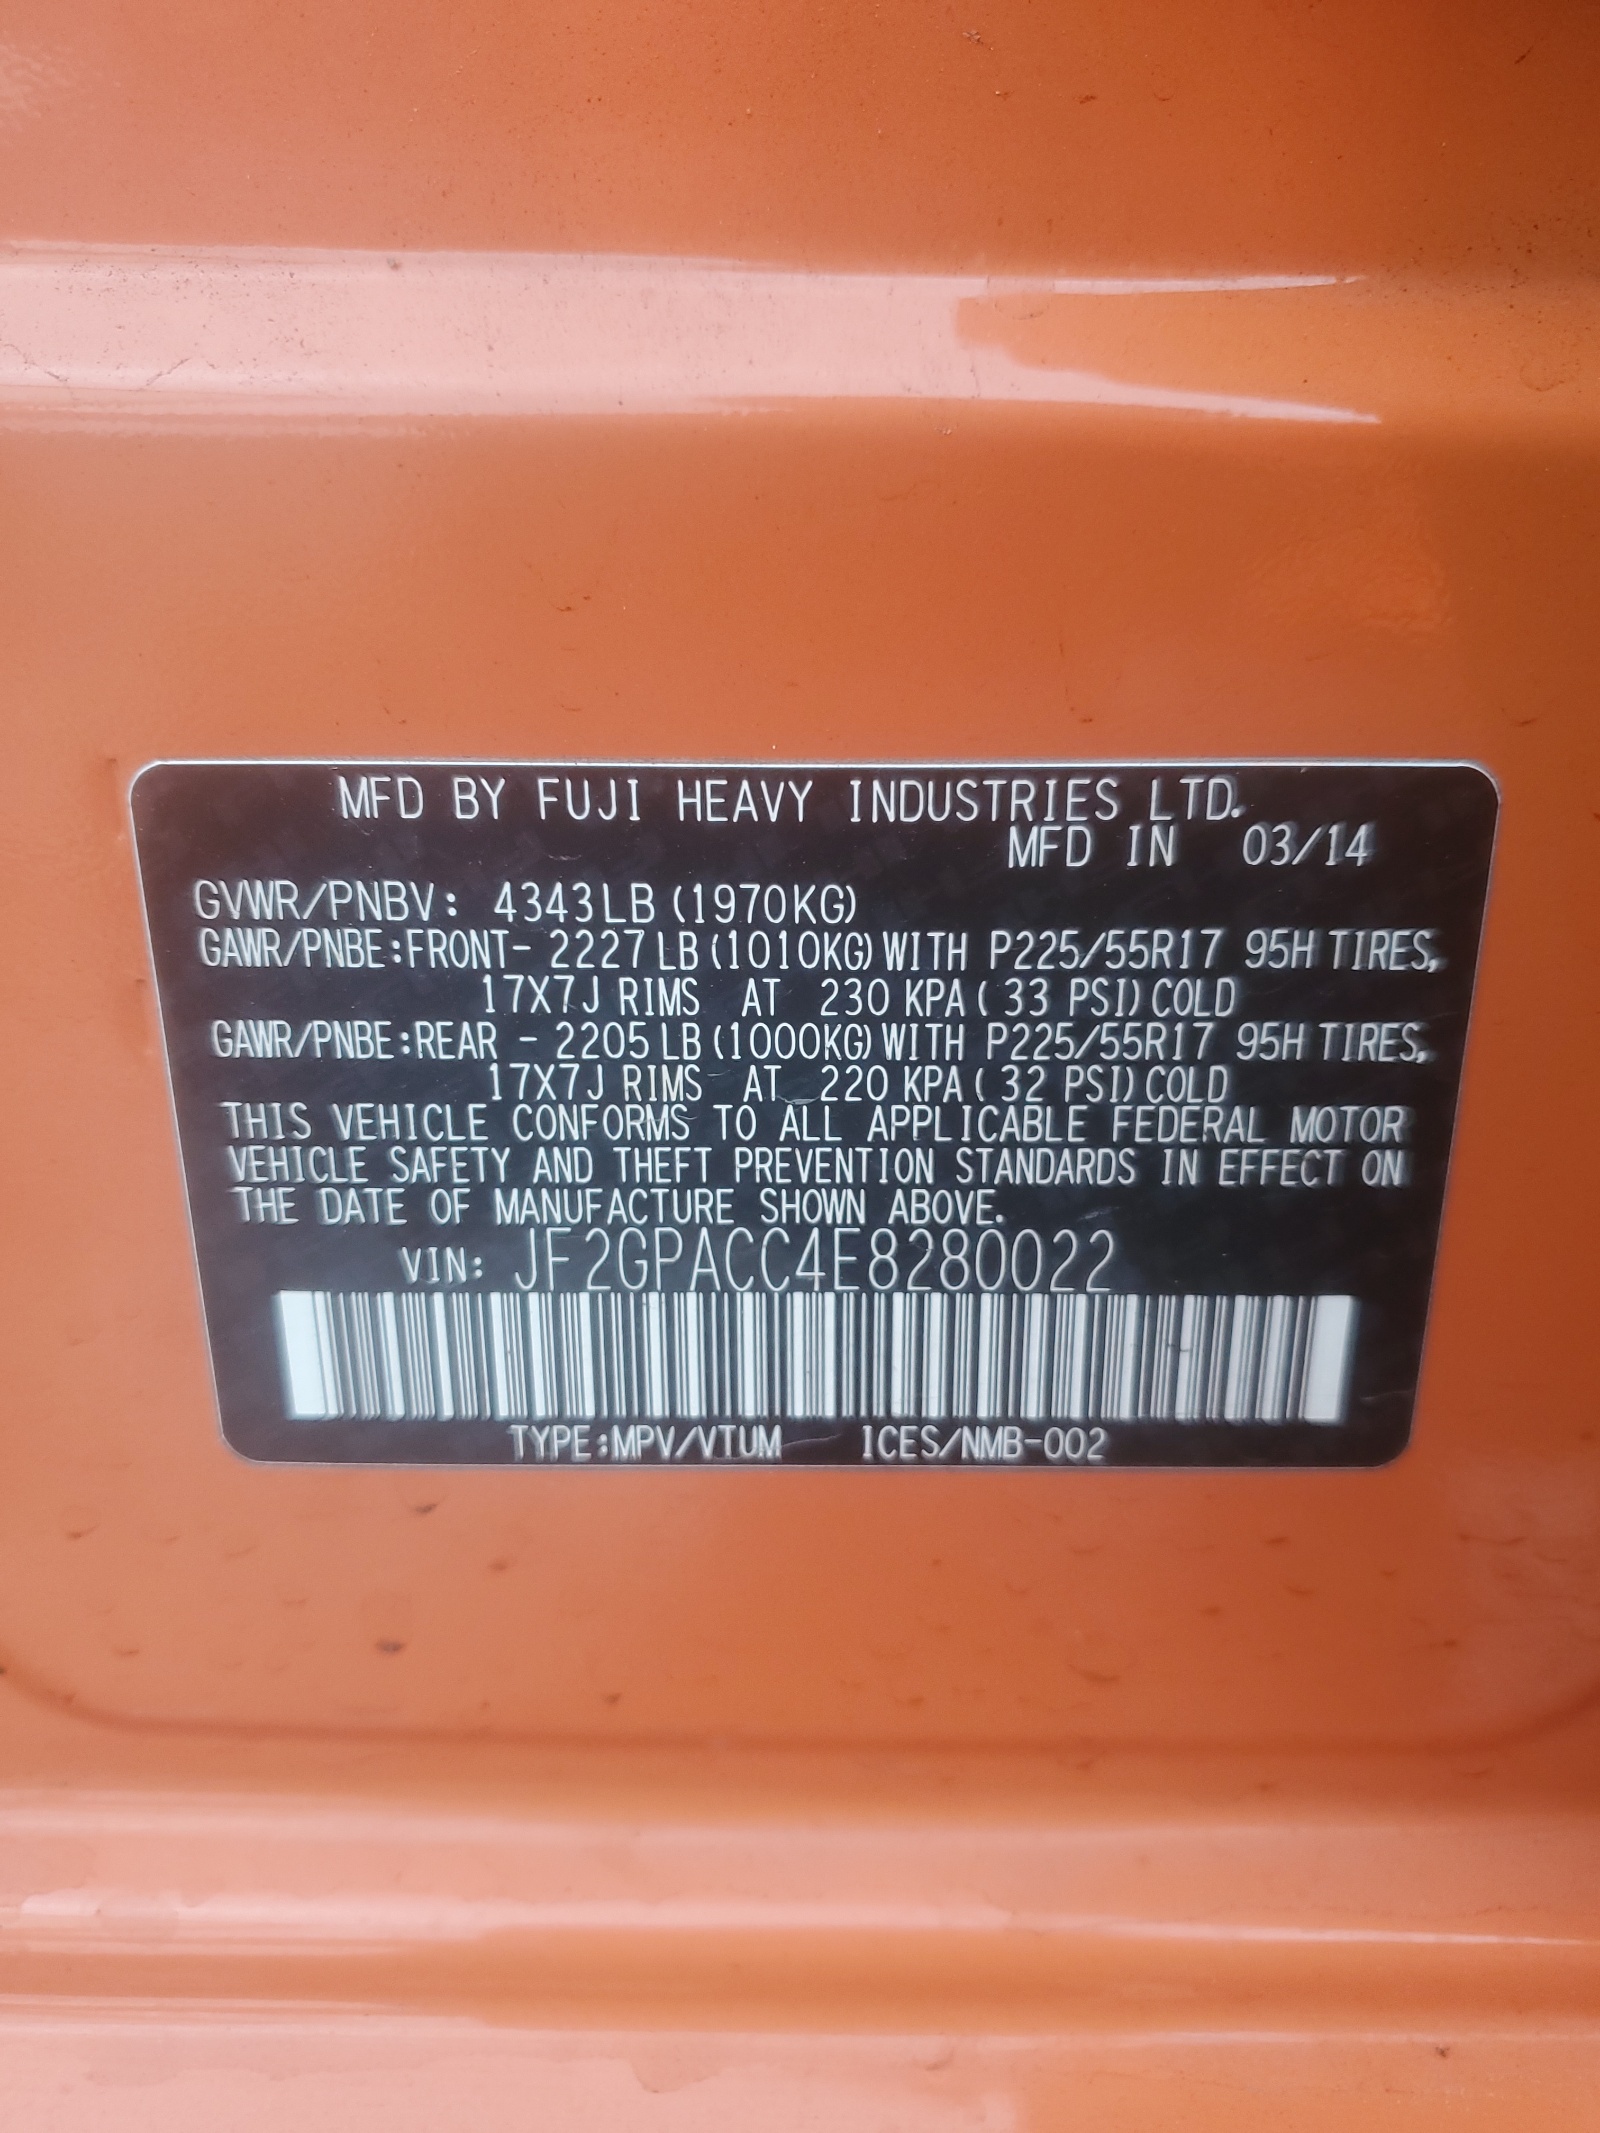 MFD BY FUJI HEAVY INDUSTRIES LTD.
MFD IN 03/14
GVWR/PNBV: 4343LB (1970KG)
GAWR/PNBE:FRONT- 2227 LB (1010KG) WITH P225/55R17 95H TIRES,
17X7J RIMS AT 230 KPA ( 33 PSI) COLD
GAWR/PNBE:REAR - 2205 LB (1000KG) WITH P225/55R17 95H TIRES,
17X7J RIMS AT 220 KPA ( 32 PSI) COLD
THIS VEHICLE CONFORMS TO ALL APPLICABLE FEDERAL MOTOR
VEHICLE SAFETY AND THEFT PREVENTION STANDARDS IN EFFECT ON
THE DATE OF MANUFACTURE SHOWN ABOVE.
VIN: JF2GPACC4E8280022
TYPE:MPV/VTUM ICES/NMB-002